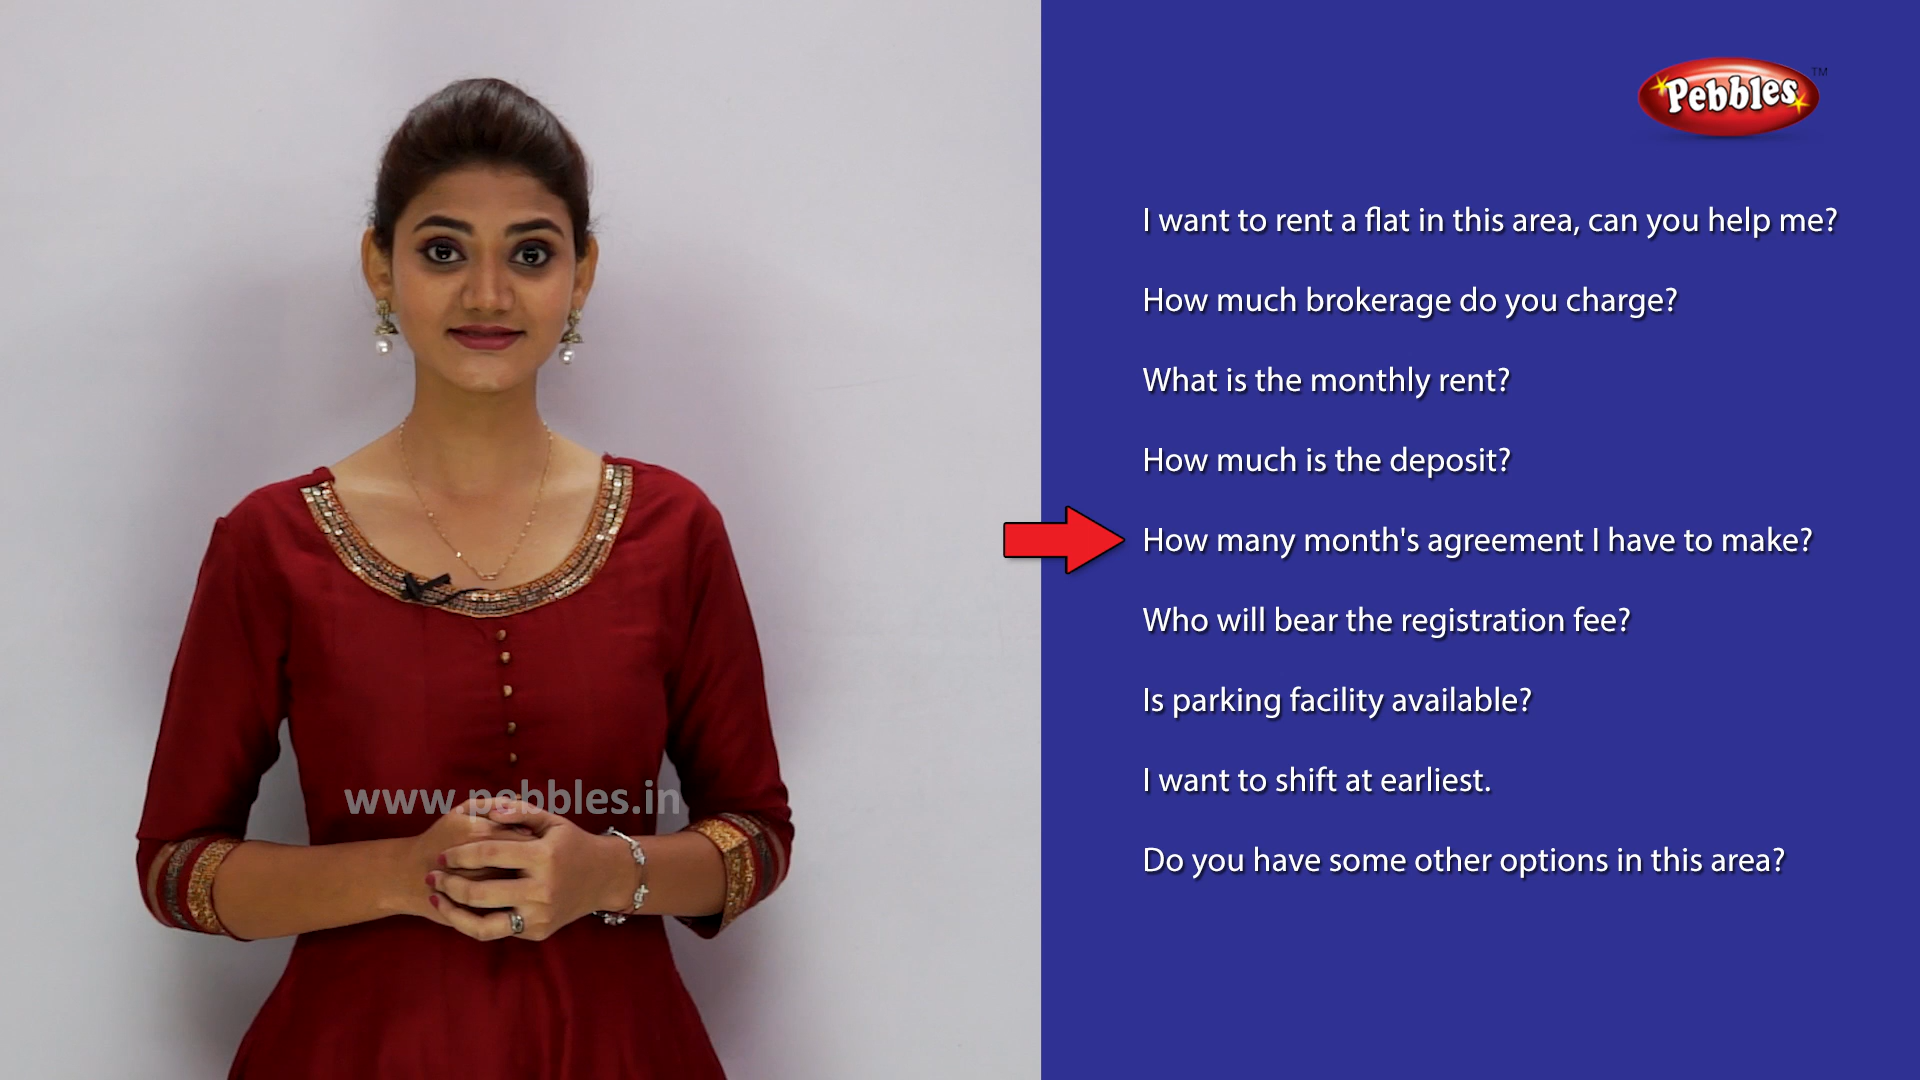 Pebbles TM
I want to rent a flat in this area, can you help me?
How much brokerage do you charge?
What is the monthly rent?
How much is the deposit?
How many month's agreement I have to make?
Who will bear the registration fee?
Is parking facility available?
I want to shift at earliest.
Do you have some other options in this area?
www.pebbles.in